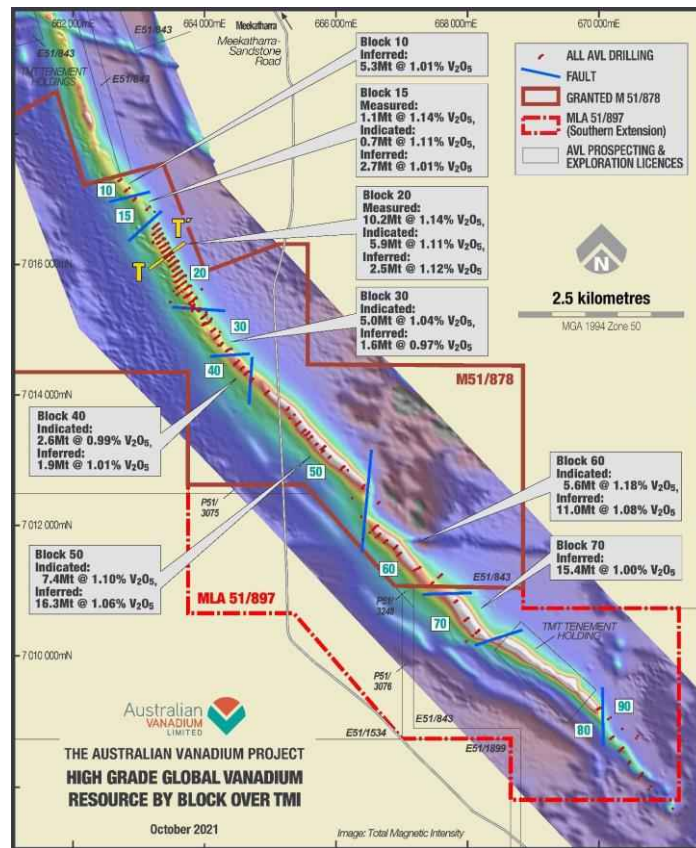 662 000mE
664 000mE
666 000mE
668 000mE
670 000mE
Meekatharra
Meekatharra-
Sandstone
Road
E51/843
E51/843
E51/843
TMT TENEMENT
HOLDINGS
Block 10
Inferred:
5.3Mt @ 1.01% V₂O₅
Block 15
Measured:
1.1Mt @ 1.14% V₂O₅,
Indicated:
0.7Mt @ 1.11% V₂O₅,
Inferred:
2.7Mt @ 1.01% V₂O₅
Block 20
Measured:
10.2Mt @ 1.14% V₂O₅,
Indicated:
5.9Mt @ 1.11% V₂O₅,
Inferred:
2.5Mt @ 1.12% V₂O₅
Block 30
Indicated:
5.0Mt @ 1.04% V₂O₅,
Inferred:
1.6Mt @ 0.97% V₂O₅
ALL AVL DRILLING
FAULT
GRANTED M 51/878
MLA 51/897
(Southern Extension)
AVL PROSPECTING &
EXPLORATION LICENCES
N
2.5 kilometres
MGA 1994 Zone 50
10
15
T'
T
20
30
40
50
60
70
80
90
7 016 000mN
7 014 000mN
7 012 000mN
7 010 000mN
M51/878
Block 40
Indicated:
2.6Mt @ 0.99% V₂O₅,
Inferred:
1.9Mt @ 1.01% V₂O₅
Block 50
Indicated:
7.4Mt @ 1.10% V₂O₅,
Inferred:
16.3Mt @ 1.06% V₂O₅
Block 60
Indicated:
5.6Mt @ 1.18% V₂O₅,
Inferred:
11.0Mt @ 1.08% V₂O₅
Block 70
Inferred:
15.4Mt @ 1.00% V₂O₅
P51/
3075
MLA 51/897
E51/843
P51/
3248
TMT TENEMENT
HOLDING
P51/
3076
E51/843
E51/1534
E51/1899
Australian
VANADIUM
LIMITED
THE AUSTRALIAN VANADIUM PROJECT
HIGH GRADE GLOBAL VANADIUM
RESOURCE BY BLOCK OVER TMI
October 2021
Image: Total Magnetic Intensity